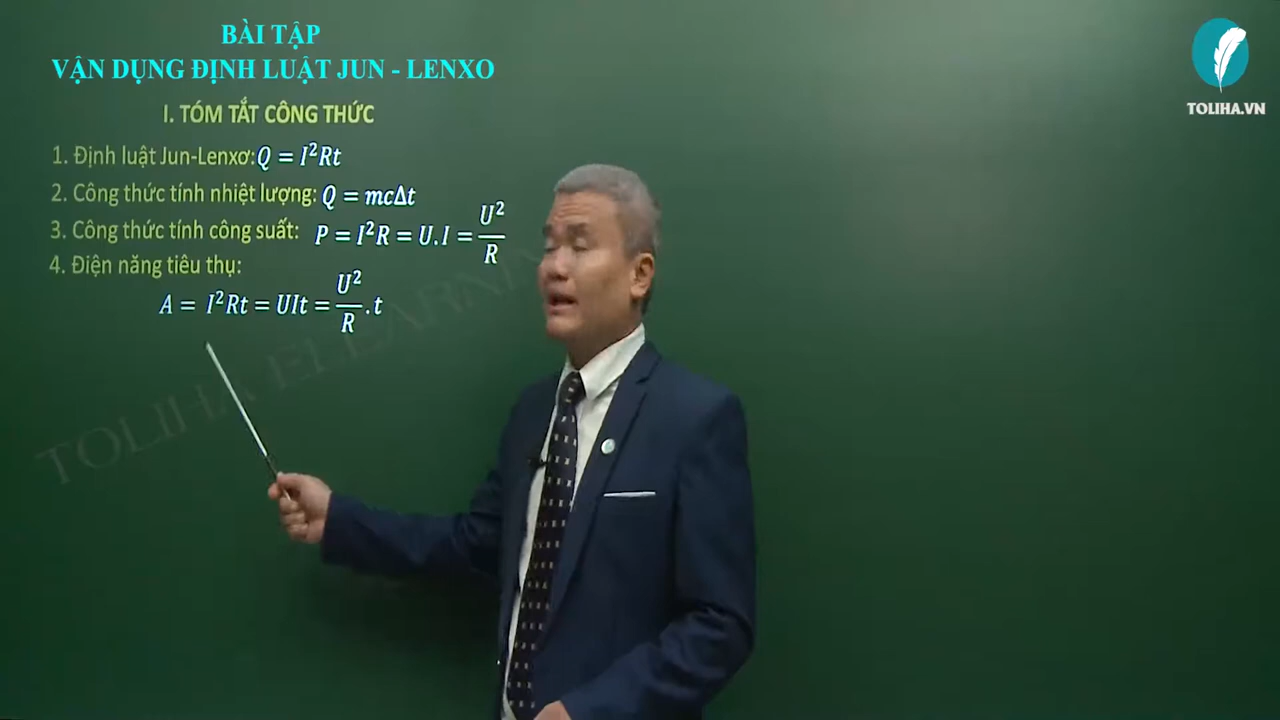 BÀI TẬP
VẬN DỤNG ĐỊNH LUẬT JUN - LENXO
TOLIHA.VN
I. TÓM TẮT CÔNG THỨC
1. Định luật Jun-Lenxơ: Q = I²Rt
2. Công thức tính nhiệt lượng: Q = mcΔt
3. Công thức tính công suất: P = I²R = U.I = U²/R
4. Điện năng tiêu thụ:
A = I²Rt = UIt = U²/R .t
TOLIHA ELEARNIN